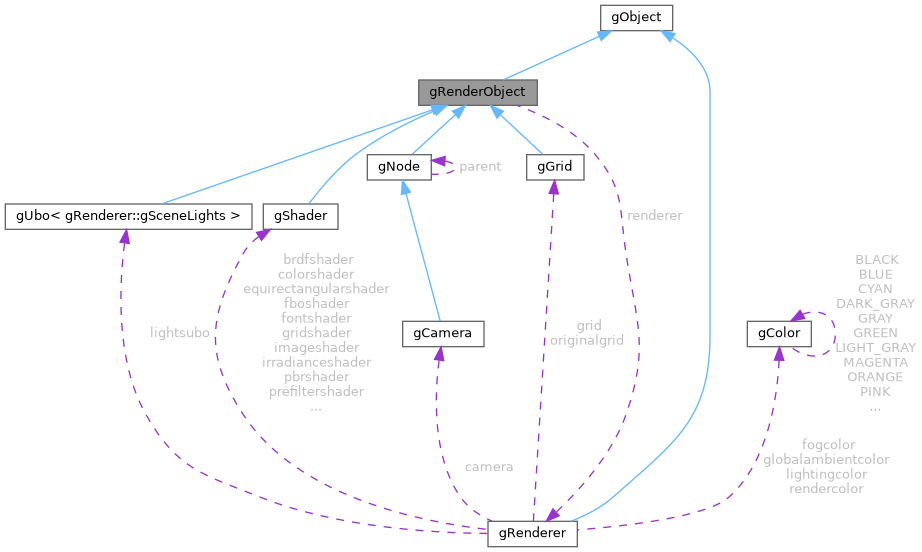 gObject
gRenderObject
gNode
parent
gGrid
gUbo< gRenderer::gSceneLights >
gShader
renderer
brdfshader
colorshader
equirectangularshader
fboshader
fontshader
gridshader
imageshader
irradianceshader
pbrshader
prefiltershader
...
lightsubo
gCamera
grid
originalgrid
gColor
BLACK
BLUE
CYAN
DARK_GRAY
GRAY
GREEN
LIGHT_GRAY
MAGENTA
ORANGE
PINK
...
camera
fogcolor
globalambientcolor
lightingcolor
rendercolor
gRenderer